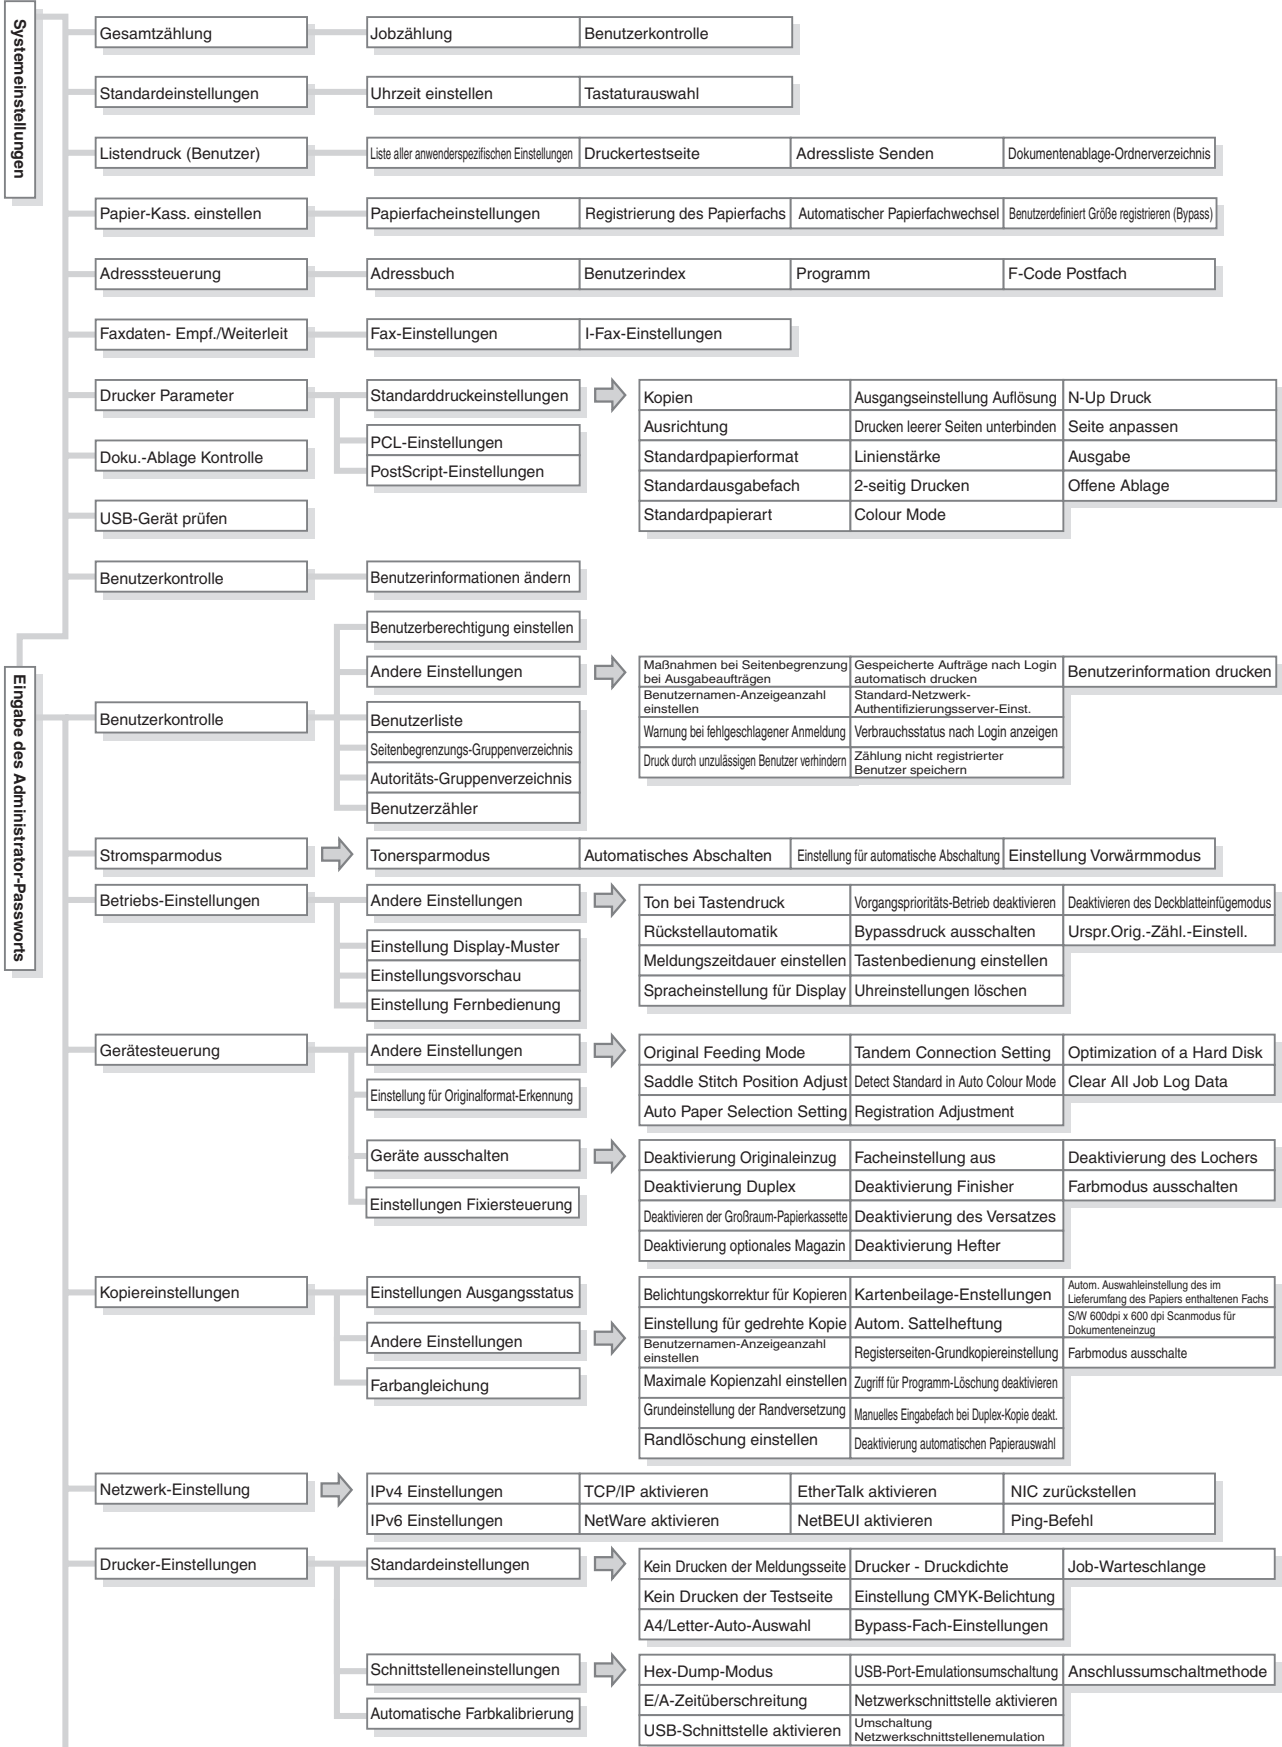 Systemeinstellungen
Gesamtzählung
Jobzählung
Benutzerkontrolle
Standardeinstellungen
Uhrzeit einstellen
Tastaturauswahl
Listendruck (Benutzer)
Liste aller anwenderspezifischen Einstellungen
Druckertestseite
Adressliste Senden
Dokumentenablage-Ordnerverzeichnis
Papier-Kass. einstellen
Papierfacheinstellungen
Registrierung des Papierfachs
Automatischer Papierfachwechsel
Benutzerdefiniert Größe registrieren (Bypass)
Adresssteuerung
Adressbuch
Benutzerindex
Programm
F-Code Postfach
Faxdaten- Empf./Weiterleit
Fax-Einstellungen
I-Fax-Einstellungen
Drucker Parameter
Standarddruckeinstellungen
Kopien
Ausgangseinstellung Auflösung
N-Up Druck
Ausrichtung
Drucken leerer Seiten unterbinden
Seite anpassen
PCL-Einstellungen
Doku.-Ablage Kontrolle
Standardpapierformat
Linienstärke
Ausgabe
PostScript-Einstellungen
Standardausgabefach
2-seitig Drucken
Offene Ablage
USB-Gerät prüfen
Standardpapierart
Colour Mode
Benutzerkontrolle
Benutzerinformationen ändern
Eingabe des Administrator-Passworts
Benutzerkontrolle
Benutzerberechtigung einstellen
Andere Einstellungen
Maßnahmen bei Seitenbegrenzung
bei Ausgabeaufträgen
Gespeicherte Aufträge nach Login
automatisch drucken
Benutzerinformation drucken
Benutzernamen-Anzeigeanzahl
einstellen
Standard-Netzwerk-
Authentifizierungsserver-Einst.
Warnung bei fehlgeschlagener Anmeldung
Verbrauchsstatus nach Login anzeigen
Druck durch unzulässigen Benutzer verhindern
Zählung nicht registrierter
Benutzer speichern
Benutzerliste
Seitenbegrenzungs-Gruppenverzeichnis
Autoritäts-Gruppenverzeichnis
Benutzerzähler
Stromsparmodus
Tonersparmodus
Automatisches Abschalten
Einstellung für automatische Abschaltung
Einstellung Vorwärmmodus
Betriebs-Einstellungen
Andere Einstellungen
Ton bei Tastendruck
Vorgangsprioritäts-Betrieb deaktivieren
Deaktivieren des Deckblatteinfügemodus
Rückstellautomatik
Bypassdruck ausschalten
Urspr.Orig.-Zähl.-Einstell.
Meldungszeitdauer einstellen
Tastenbedienung einstellen
Spracheinstellung für Display
Uhreinstellungen löschen
Einstellung Display-Muster
Einstellungsvorschau
Einstellung Fernbedienung
Gerätesteuerung
Andere Einstellungen
Original Feeding Mode
Tandem Connection Setting
Optimization of a Hard Disk
Saddle Stitch Position Adjust
Detect Standard in Auto Colour Mode
Clear All Job Log Data
Auto Paper Selection Setting
Registration Adjustment
Einstellung für Originalformat-Erkennung
Geräte ausschalten
Deaktivierung Originaleinzug
Facheinstellung aus
Deaktivierung des Lochers
Deaktivierung Duplex
Deaktivierung Finisher
Farbmodus ausschalten
Deaktivieren der Großraum-Papierkassette
Deaktivierung des Versatzes
Deaktivierung optionales Magazin
Deaktivierung Hefter
Einstellungen Fixiersteuerung
Kopiereinstellungen
Einstellungen Ausgangsstatus
Andere Einstellungen
Belichtungskorrektur für Kopieren
Kartenbeilage-Enstellungen
Autom. Auswahleinstellung des im
Lieferumfang des Papiers enthaltenen Fachs
Einstellung für gedrehte Kopie
Autom. Sattelheftung
S/W 600dpi x 600 dpi Scanmodus für
Dokumenteneinzug
Benutzernamen-Anzeigeanzahl
einstellen
Registerseiten-Grundkopiereinstellung
Farbmodus ausschalte
Maximale Kopienzahl einstellen
Zugriff für Programm-Löschung deaktivieren
Grundeinstellung der Randversetzung
Manuelles Eingabefach bei Duplex-Kopie deakt.
Randlöschung einstellen
Deaktivierung automatischen Papierauswahl
Farbangleichung
Netzwerk-Einstellung
IPv4 Einstellungen
TCP/IP aktivieren
EtherTalk aktivieren
NIC zurückstellen
IPv6 Einstellungen
NetWare aktivieren
NetBEUI aktivieren
Ping-Befehl
Drucker-Einstellungen
Standardeinstellungen
Kein Drucken der Meldungsseite
Drucker - Druckdichte
Job-Warteschlange
Kein Drucken der Testseite
Einstellung CMYK-Belichtung
A4/Letter-Auto-Auswahl
Bypass-Fach-Einstellungen
Schnittstelleneinstellungen
Hex-Dump-Modus
USB-Port-Emulationsumschaltung
Anschlussumschaltmethode
E/A-Zeitüberschreitung
Netzwerkschnittstelle aktivieren
USB-Schnittstelle aktivieren
Umschaltung
Netzwerkschnittstellenemulation
Automatische Farbkalibrierung